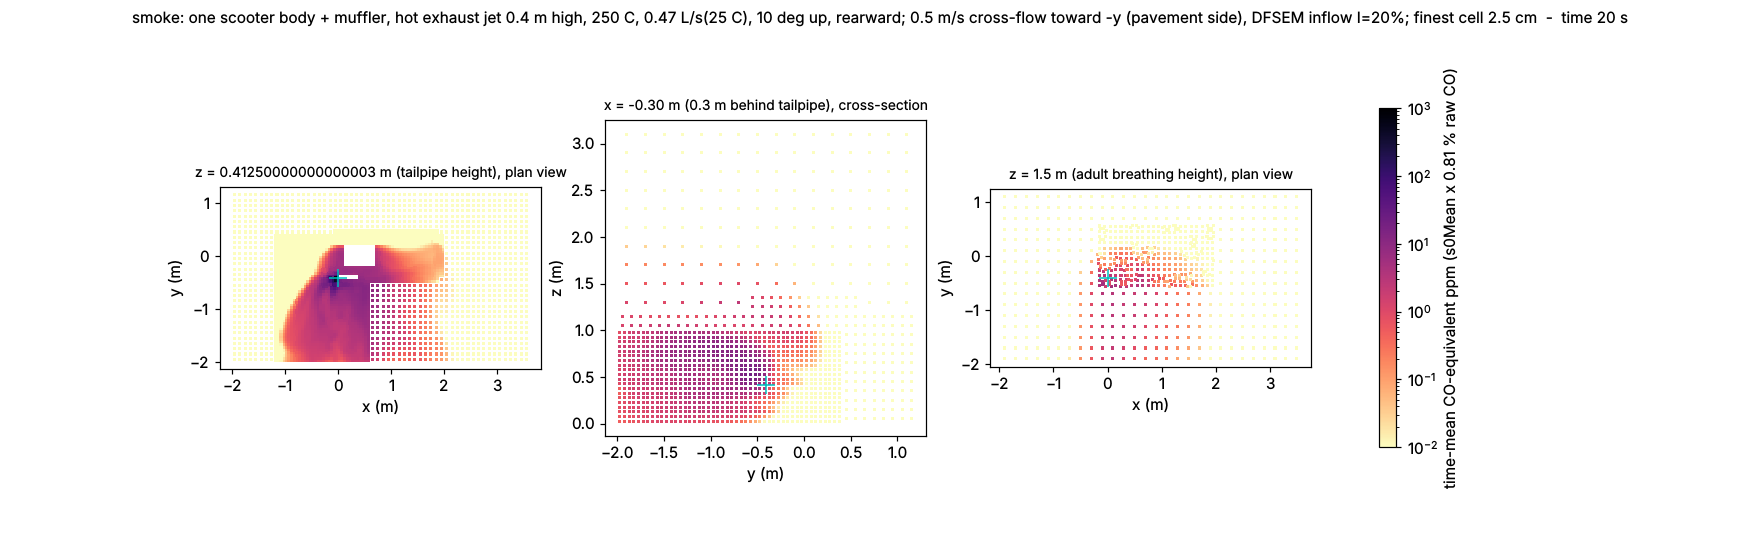 smoke: one scooter body + muffler, hot exhaust jet 0.4 m high, 250 C, 0.47 L/s(25 C), 10 deg up, rearward; 0.5 m/s cross-flow toward -y (pavement side), DFSEM inflow I=20%; finest cell 2.5 cm - time 20 s
z = 0.41250000000000003 m (tailpipe height), plan view
1
0
−1
−2
y (m)
−2 −1 0 1 2 3
x (m)
x = -0.30 m (0.3 m behind tailpipe), cross-section
3.0
2.5
2.0
1.5
1.0
0.5
0.0
z (m)
−2.0 −1.5 −1.0 −0.5 0.0 0.5 1.0
y (m)
z = 1.5 m (adult breathing height), plan view
1
0
−1
−2
y (m)
−2 −1 0 1 2 3
x (m)
10³
10²
10¹
10⁰
10⁻¹
10⁻²
time-mean CO-equivalent ppm (s0Mean x 0.81 % raw CO)